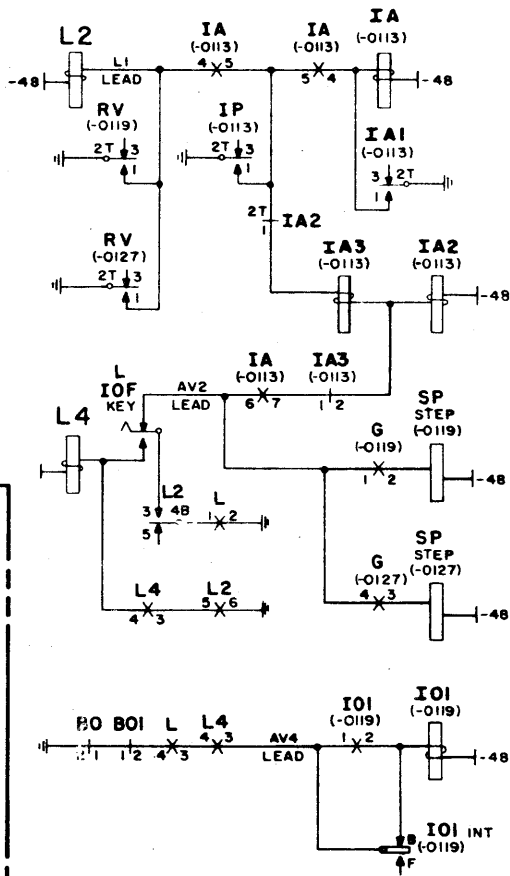 L2
-48
L1
LEAD
IA
(-0113)
4 5
IA
(-0113)
5 4
IA
(-0113)
-48
RV
(-0119)
2T 3
1
IP
(-0113)
2T 3
1
IA1
(-0113)
3 2T
1
2T
1
IA2
RV
(-0127)
2T 3
1
IA3
(-0113)
IA2
(-0113)
-48
L
IOF
KEY
AV2
LEAD
IA
(-0113)
6 7
IA3
(-0113)
1 2
L4
SP
STEP
(-0119)
G
(-0119)
1 2
-48
L2
3 4B
5
L
1 2
SP
STEP
(-0127)
G
(-0127)
4 3
-48
L4
4 3
L2
5 6
BO
1
BO1
1 2
L
4 3
L4
4 3
AV4
LEAD
IO1
(-0119)
1 2
IO1
(-0119)
-48
B
F
IO1 INT
(-0119)